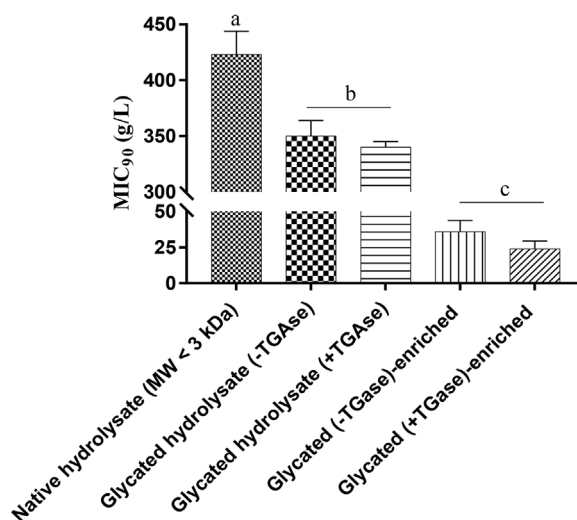 a
450
400
b
350
300
c
50
25
0
MIC90 (g/L)
Native hydrolysate (MW < 3 kDa)
Glycated hydrolysate (-TGAse)
Glycated hydrolysate (+TGAse)
Glycated (-TGase)-enriched
Glycated (+TGase)-enriched